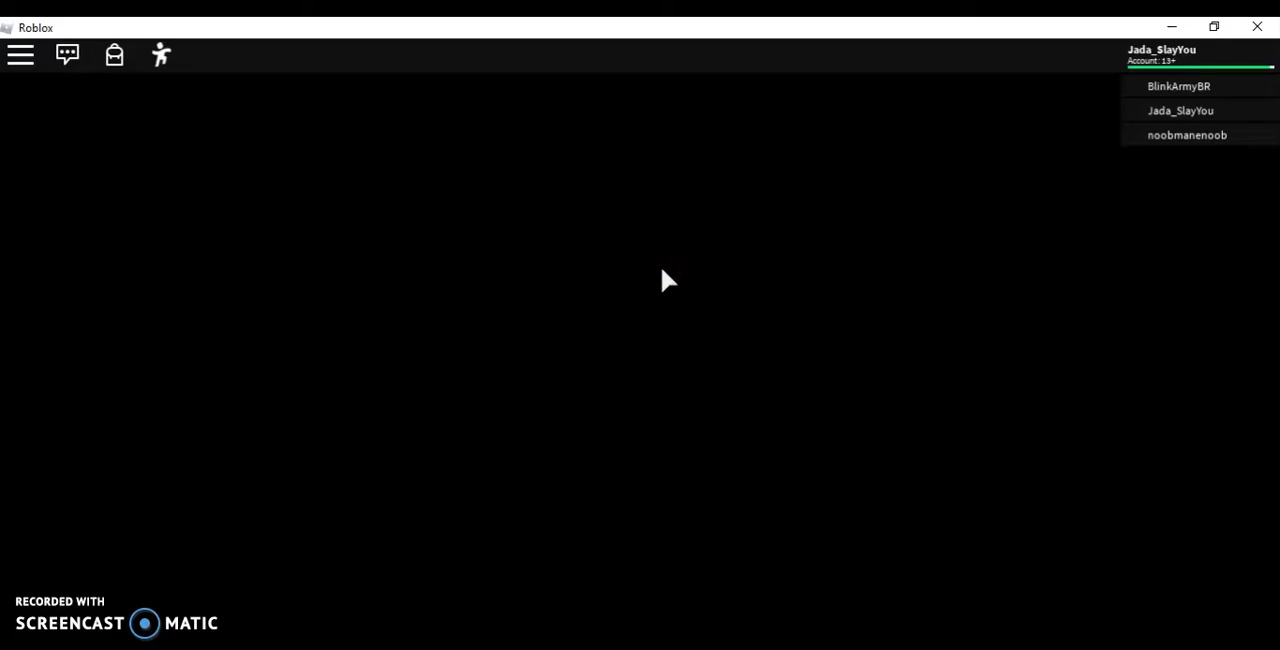 Roblox
Jada_SlayYou
Account: 13+
BlinkArmyBR
Jada_SlayYou
noobmanenoob
RECORDED WITH
SCREENCAST MATIC